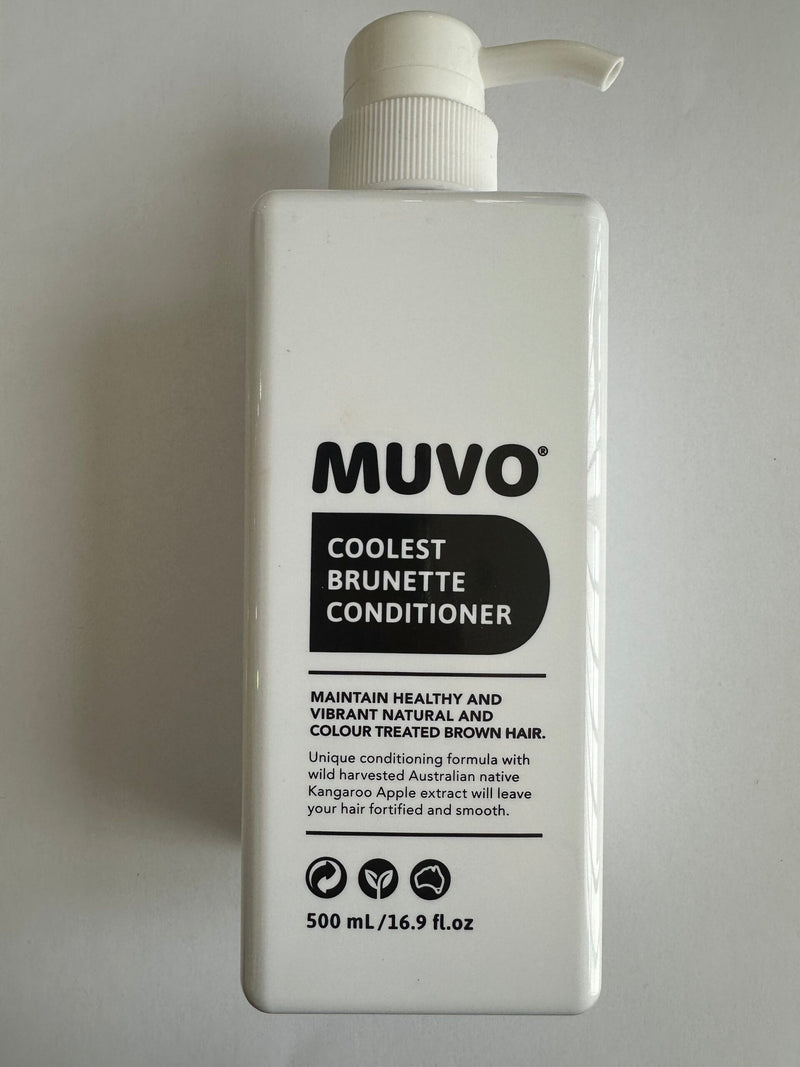 MUVO®
COOLEST
BRUNETTE
CONDITIONER
MAINTAIN HEALTHY AND
VIBRANT NATURAL AND
COLOUR TREATED BROWN HAIR.
Unique conditioning formula with
wild harvested Australian native
Kangaroo Apple extract will leave
your hair fortified and smooth.
500 mL/16.9 fl.oz